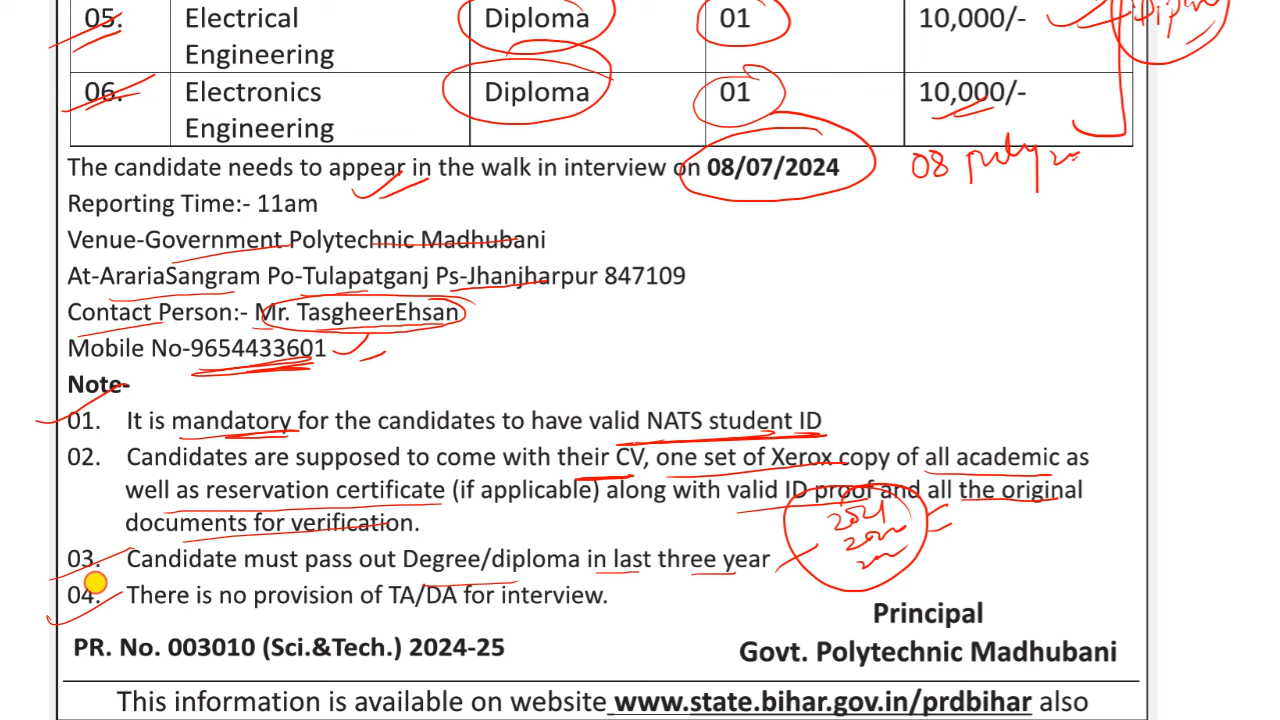 05. Electrical Engineering Diploma 01 10,000/-
06. Electronics Engineering Diploma 01 10,000/-
The candidate needs to appear in the walk in interview on 08/07/2024
08 July
Reporting Time:- 11am
Venue-Government Polytechnic Madhubani
At-ArariaSangram Po-Tulapatganj Ps-Jhanjharpur 847109
Contact Person:- Mr. TasgheerEhsan
Mobile No-9654433601
Note-
01. It is mandatory for the candidates to have valid NATS student ID
02. Candidates are supposed to come with their CV, one set of Xerox copy of all academic as
well as reservation certificate (if applicable) along with valid ID proof and all the original
documents for verification.
2021
03. Candidate must pass out Degree/diploma in last three year
04. There is no provision of TA/DA for interview.
Principal
PR. No. 003010 (Sci.&Tech.) 2024-25
Govt. Polytechnic Madhubani
This information is available on website www.state.bihar.gov.in/prdbihar also